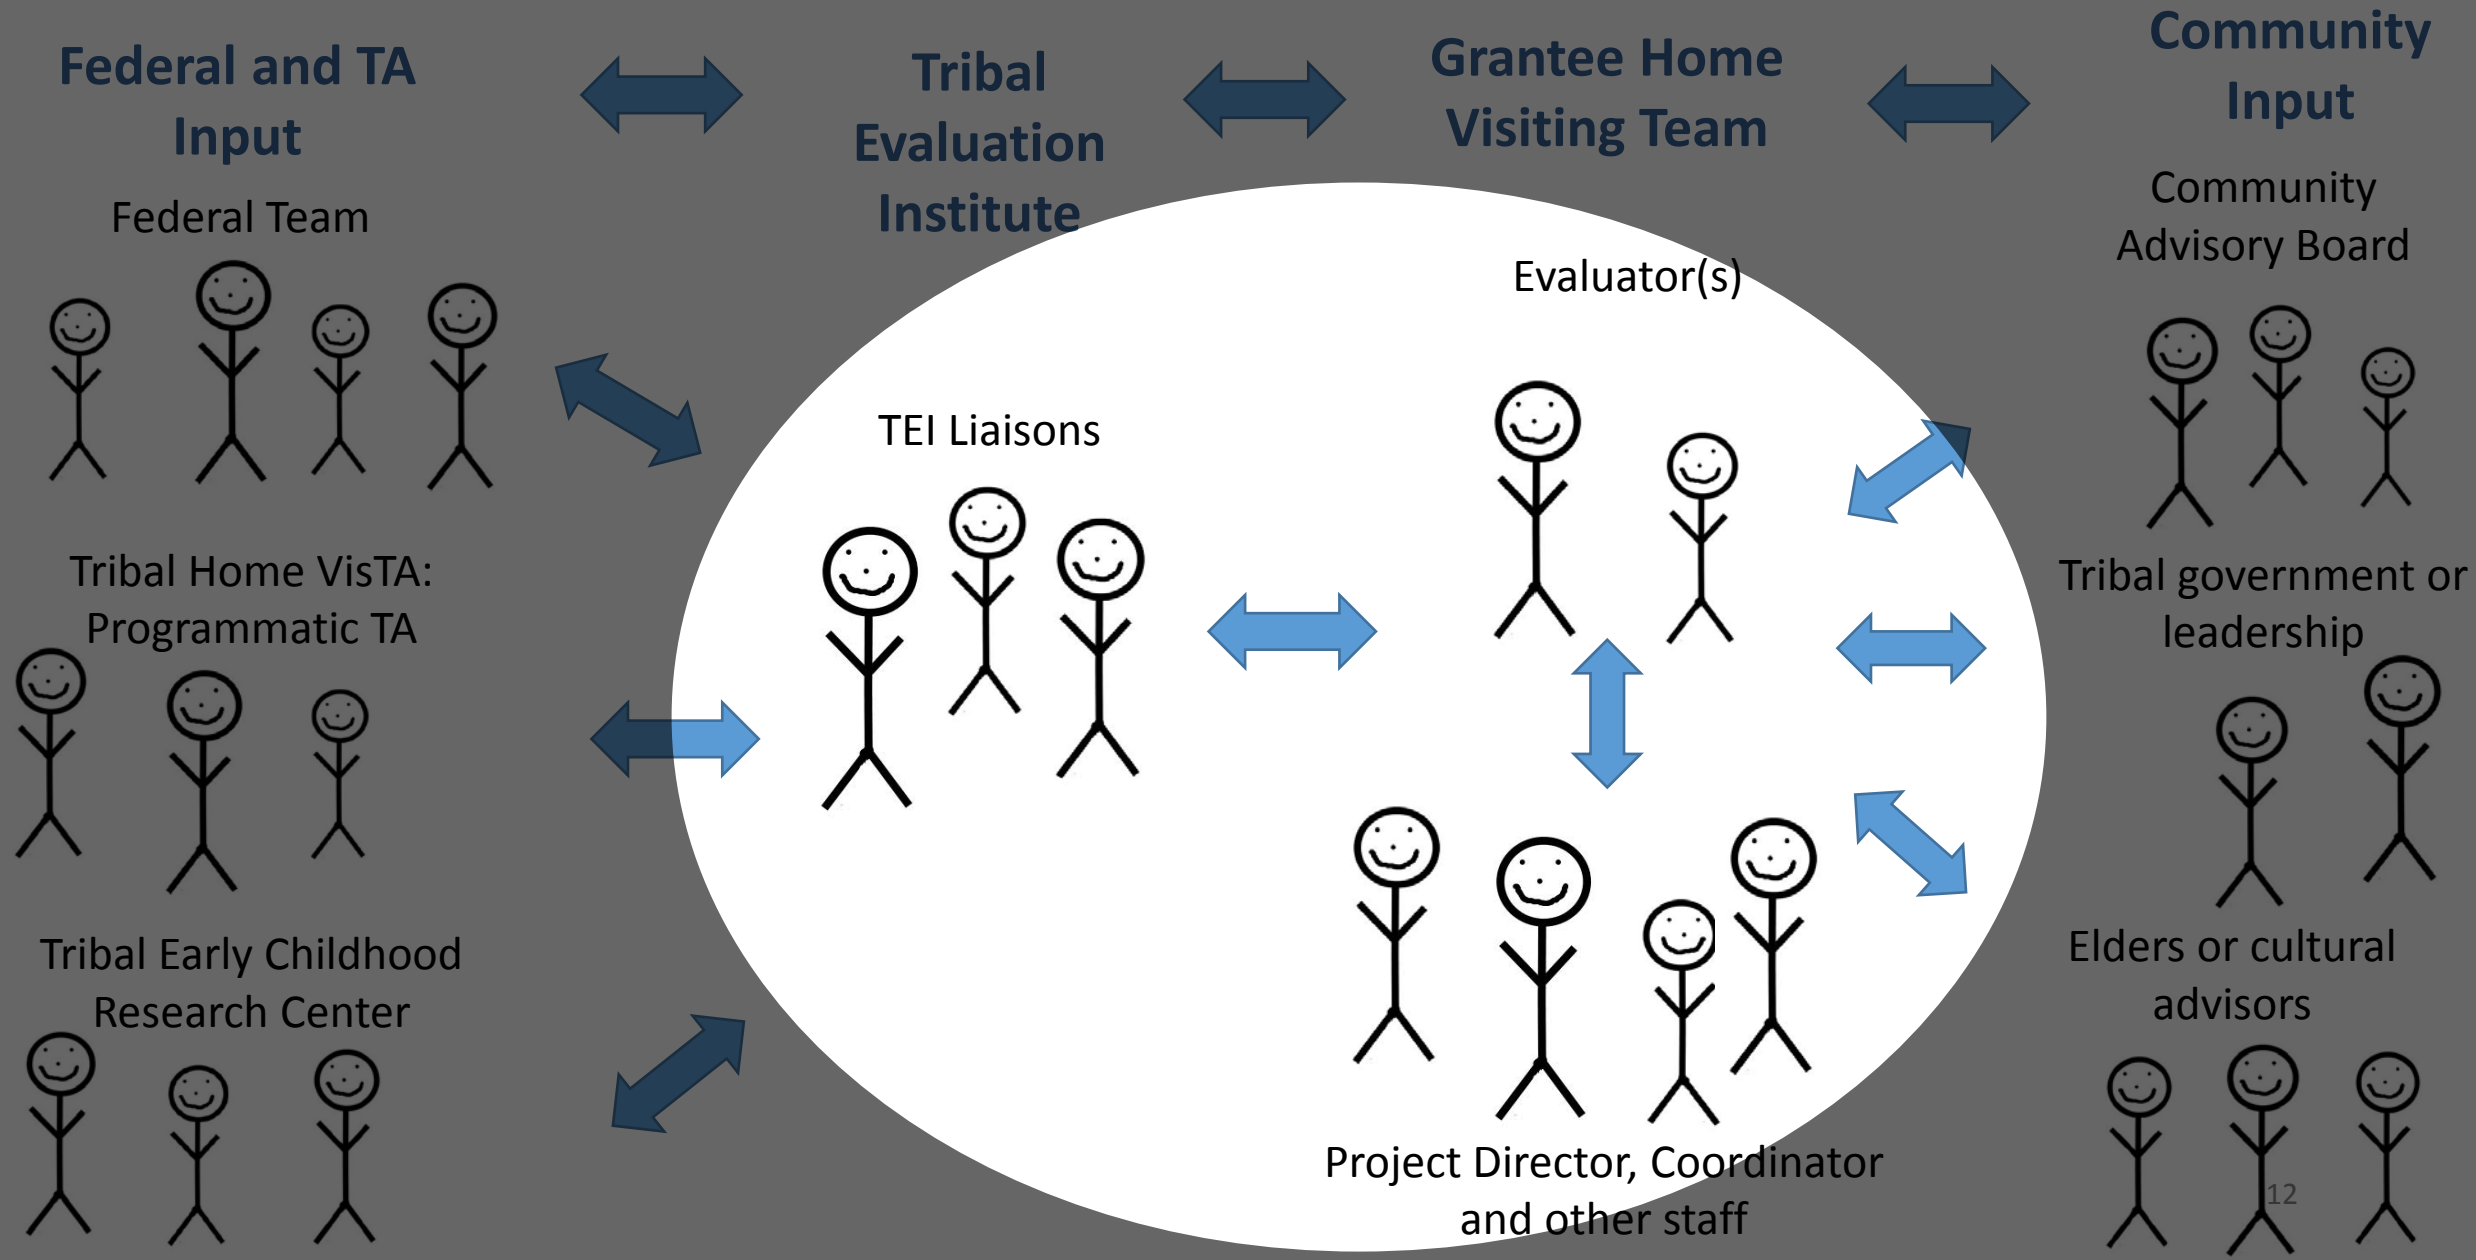 Federal and TA
Input
Tribal
Evaluation
Institute
Grantee Home
Visiting Team
Community
Input
Federal Team
Tribal Home VisTA:
Programmatic TA
Tribal Early Childhood
Research Center
TEI Liaisons
Evaluator(s)
Project Director, Coordinator
and other staff
Community
Advisory Board
Tribal government or
leadership
Elders or cultural
advisors
12